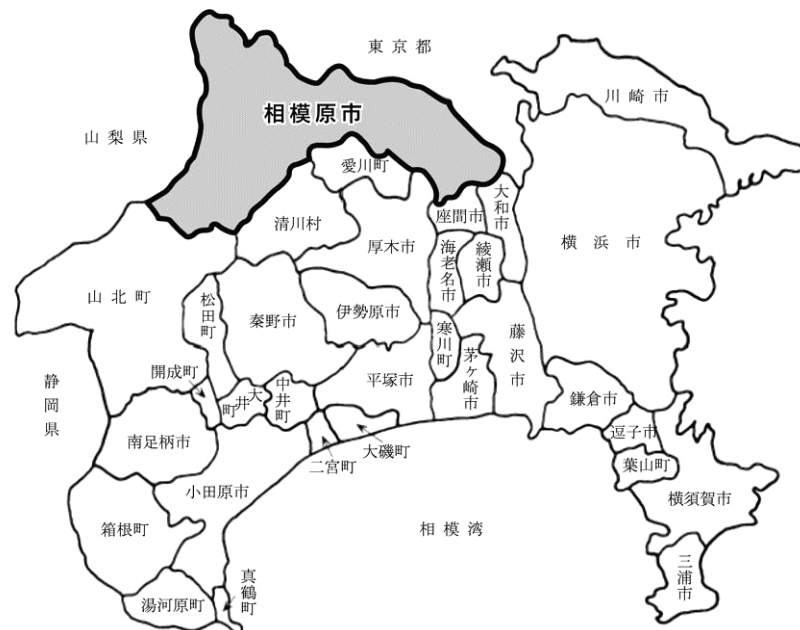 東京都
川崎市
相模原市
山梨県
愛川町
大和市
座間市
清川村
厚木市
横浜市
海老名市
綾瀬市
山北町
松田町
秦野市
伊勢原市
寒川町
藤沢市
茅ヶ崎市
開成町
静岡県
大井町
中井町
平塚市
鎌倉市
南足柄市
逗子市
大磯町
二宮町
葉山町
小田原市
横須賀市
箱根町
相模湾
三浦市
真鶴町
湯河原町